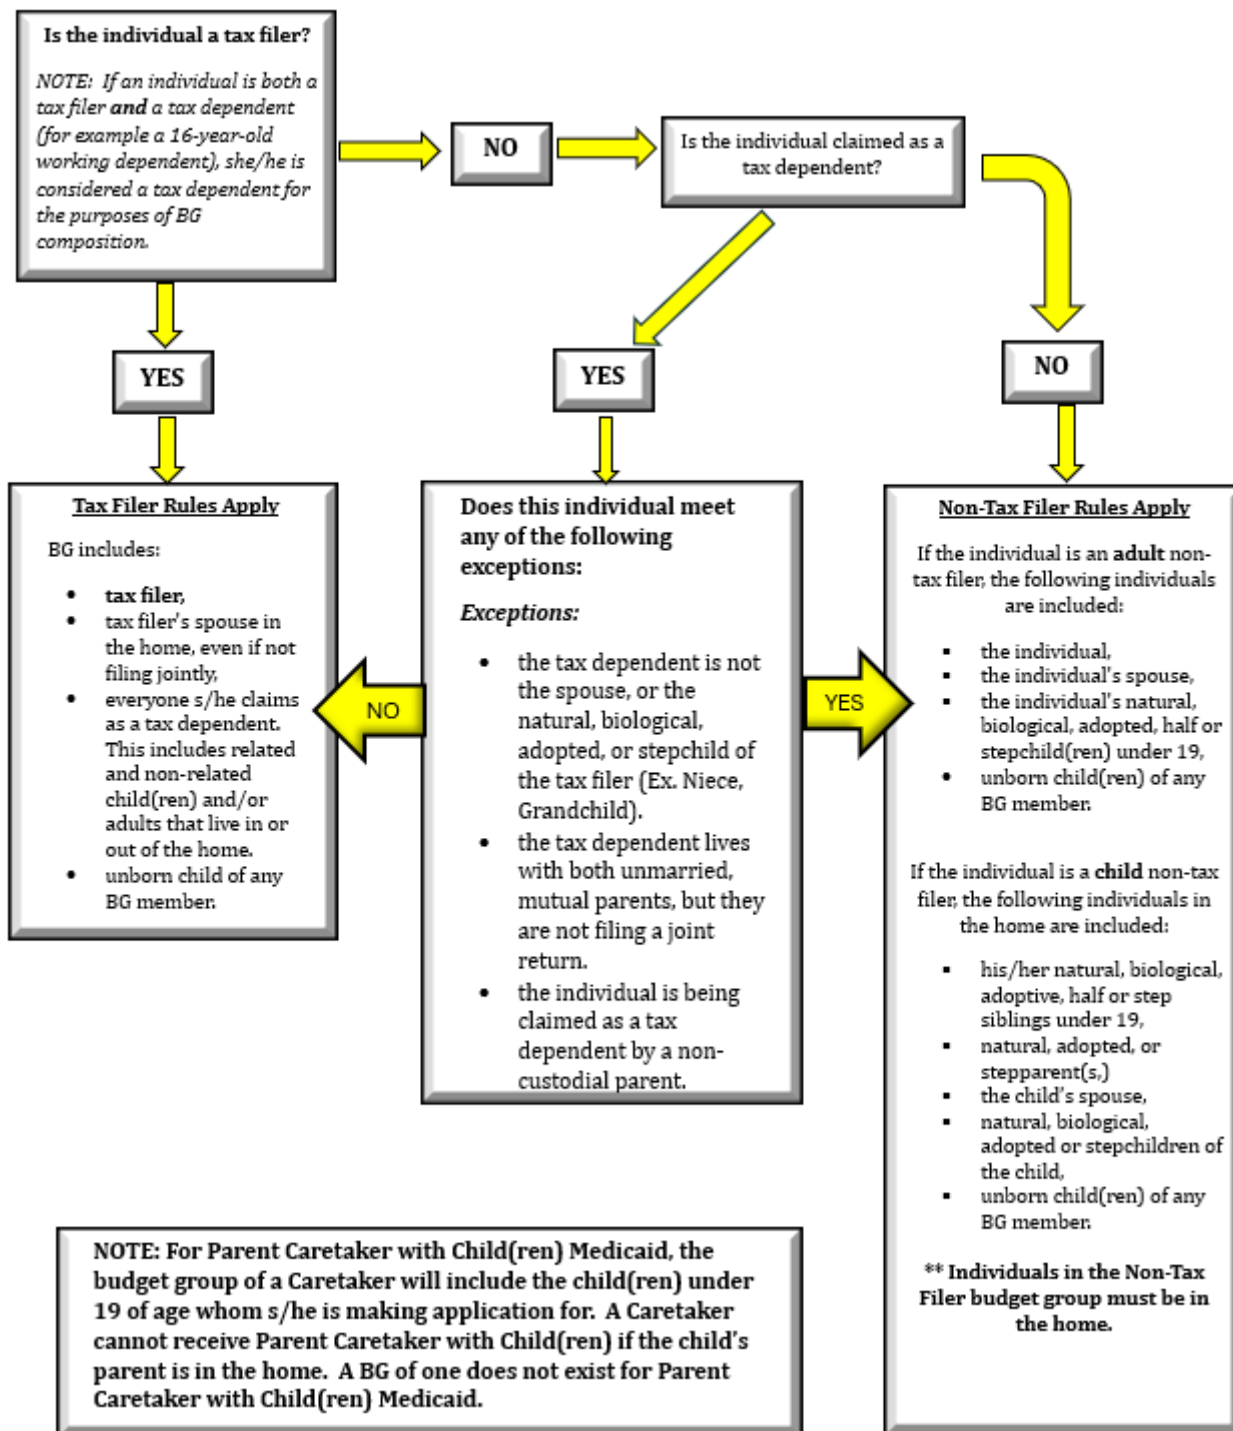 Is the individual a tax filer?
NOTE: If an individual is both a
tax filer and a tax dependent
(for example a 16-year-old
working dependent), she/he is
considered a tax dependent for
the purposes of BG
composition.
NO
Is the individual claimed as a
tax dependent?
YES
YES
NO
Tax Filer Rules Apply
BG includes:
• tax filer,
• tax filer's spouse in
the home, even if not
filing jointly,
• everyone s/he claims
as a tax dependent.
This includes related
and non-related
child(ren) and/or
adults that live in or
out of the home.
• unborn child of any
BG member.
NO
Does this individual meet
any of the following
exceptions:
Exceptions:
• the tax dependent is not
the spouse, or the
natural, biological,
adopted, or stepchild of
the tax filer (Ex. Niece,
Grandchild).
• the tax dependent lives
with both unmarried,
mutual parents, but they
are not filing a joint
return.
• the individual is being
claimed as a tax
dependent by a non-
custodial parent.
YES
Non-Tax Filer Rules Apply
If the individual is an adult non-
tax filer, the following individuals
are included:
▪ the individual,
▪ the individual's spouse,
▪ the individual's natural,
biological, adopted, half or
stepchild(ren) under 19,
• unborn child(ren) of any
BG member.
If the individual is a child non-tax
filer, the following individuals in
the home are included:
▪ his/her natural, biological,
adoptive, half or step
siblings under 19,
▪ natural, adopted, or
stepparent(s,)
▪ the child's spouse,
▪ natural, biological,
adopted or stepchildren of
the child,
▪ unborn child(ren) of any
BG member.
** Individuals in the Non-Tax
Filer budget group must be in
the home.
NOTE: For Parent Caretaker with Child(ren) Medicaid, the
budget group of a Caretaker will include the child(ren) under
19 of age whom s/he is making application for. A Caretaker
cannot receive Parent Caretaker with Child(ren) if the child's
parent is in the home. A BG of one does not exist for Parent
Caretaker with Child(ren) Medicaid.